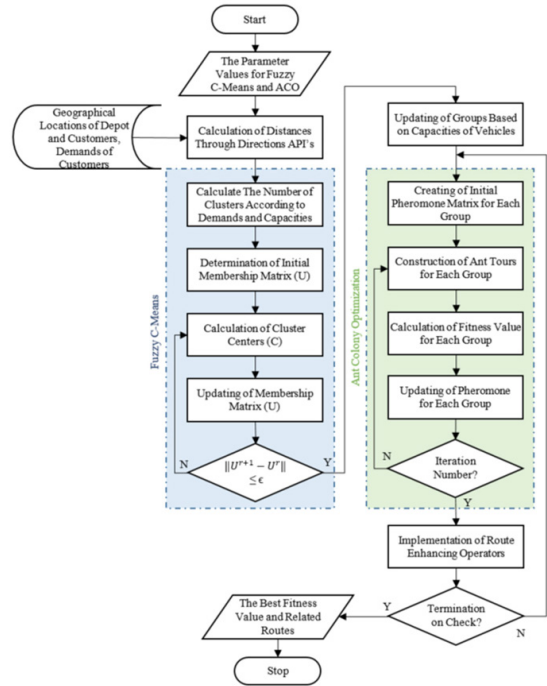 Start
The Parameter
Values for Fuzzy
C-Means and ACO
Geographical
Locations of Depot
and Customers,
Demands of
Customers
Calculation of Distances
Through Directions API's
Fuzzy C-Means
Calculate The Number of
Clusters According to
Demands and Capacities
Determination of Initial
Membership Matrix (U)
Calculation of Cluster
Centers (C)
Updating of Membership
Matrix (U)
N
‖U^{r+1} − U^r‖
≤ ϵ
Y
Updating of Groups Based
on Capacities of Vehicles
Ant Colony Optimization
Creating of Initial
Pheromone Matrix for Each
Group
Construction of Ant Tours
for Each Group
Calculation of Fitness Value
for Each Group
Updating of Pheromone
for Each Group
N
Iteration
Number?
Y
Implementation of Route
Enhancing Operators
Termination
on Check?
Y
N
The Best Fitness
Value and Related
Routes
Stop